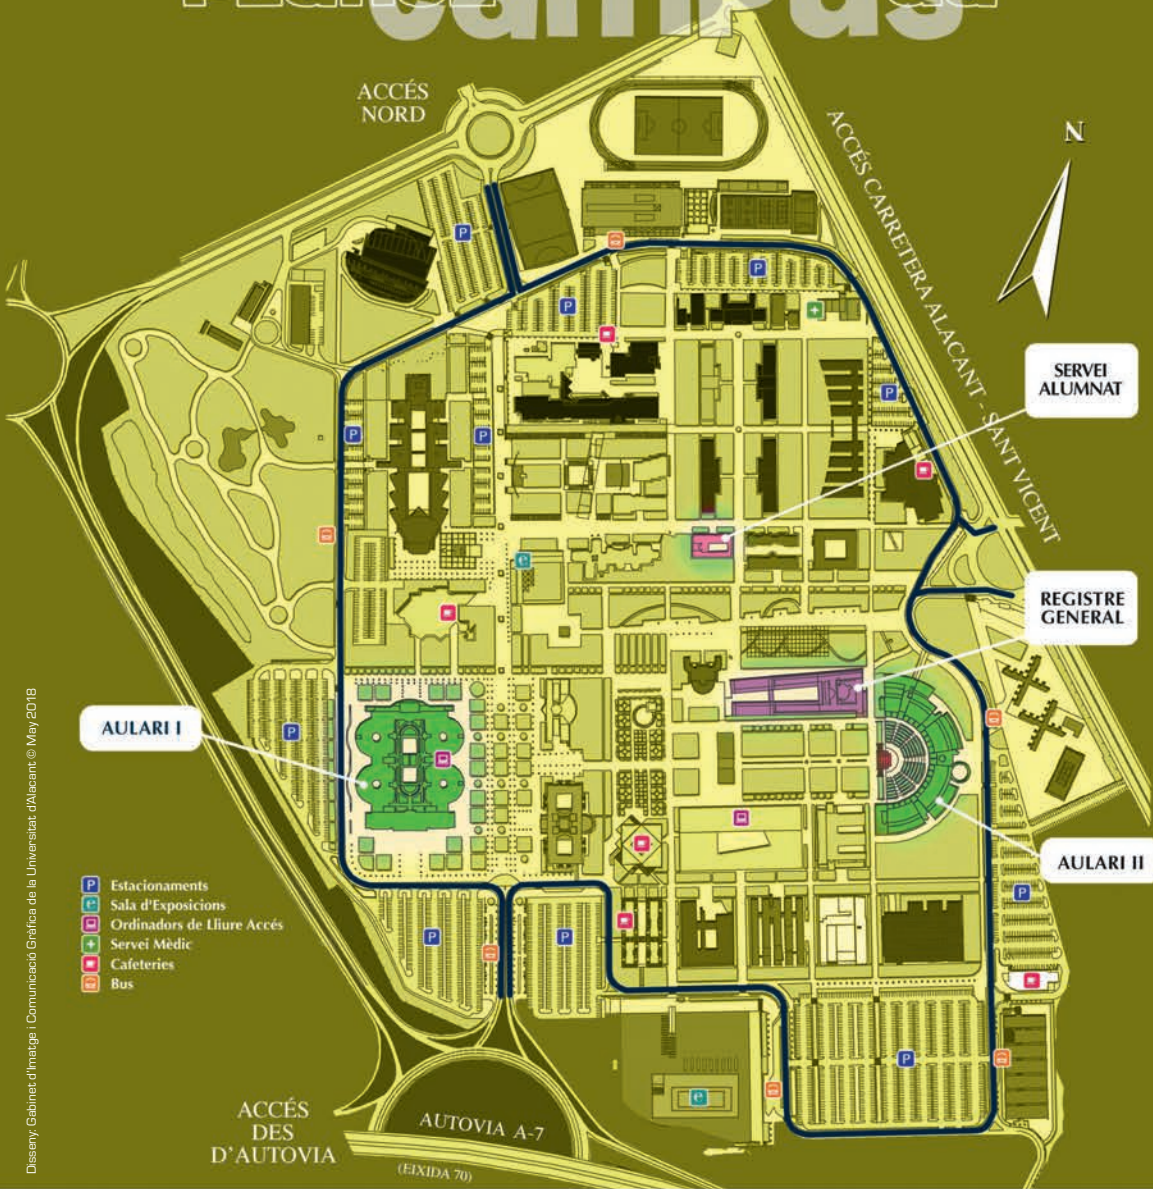 campus
ACCÉS
NORD
ACCÉS CARRETERA ALACANT - SANT VICENT
N
SERVEI
ALUMNAT
REGISTRE
GENERAL
AULARI I
AULARI II
P Estacionaments
e Sala d'Exposicions
Ordinadors de Lliure Accés
+ Servei Mèdic
Cafeteries
Bus
ACCÉS
DES
D'AUTOVIA
AUTOVIA A-7
(EIXIDA 70)
Disseny: Gabinet d'Imatge i Comunicació Gràfica de la Universitat d'Alacant © May 2018
P
P
P
P
P
P
P
P
P
P
P
e
e
+